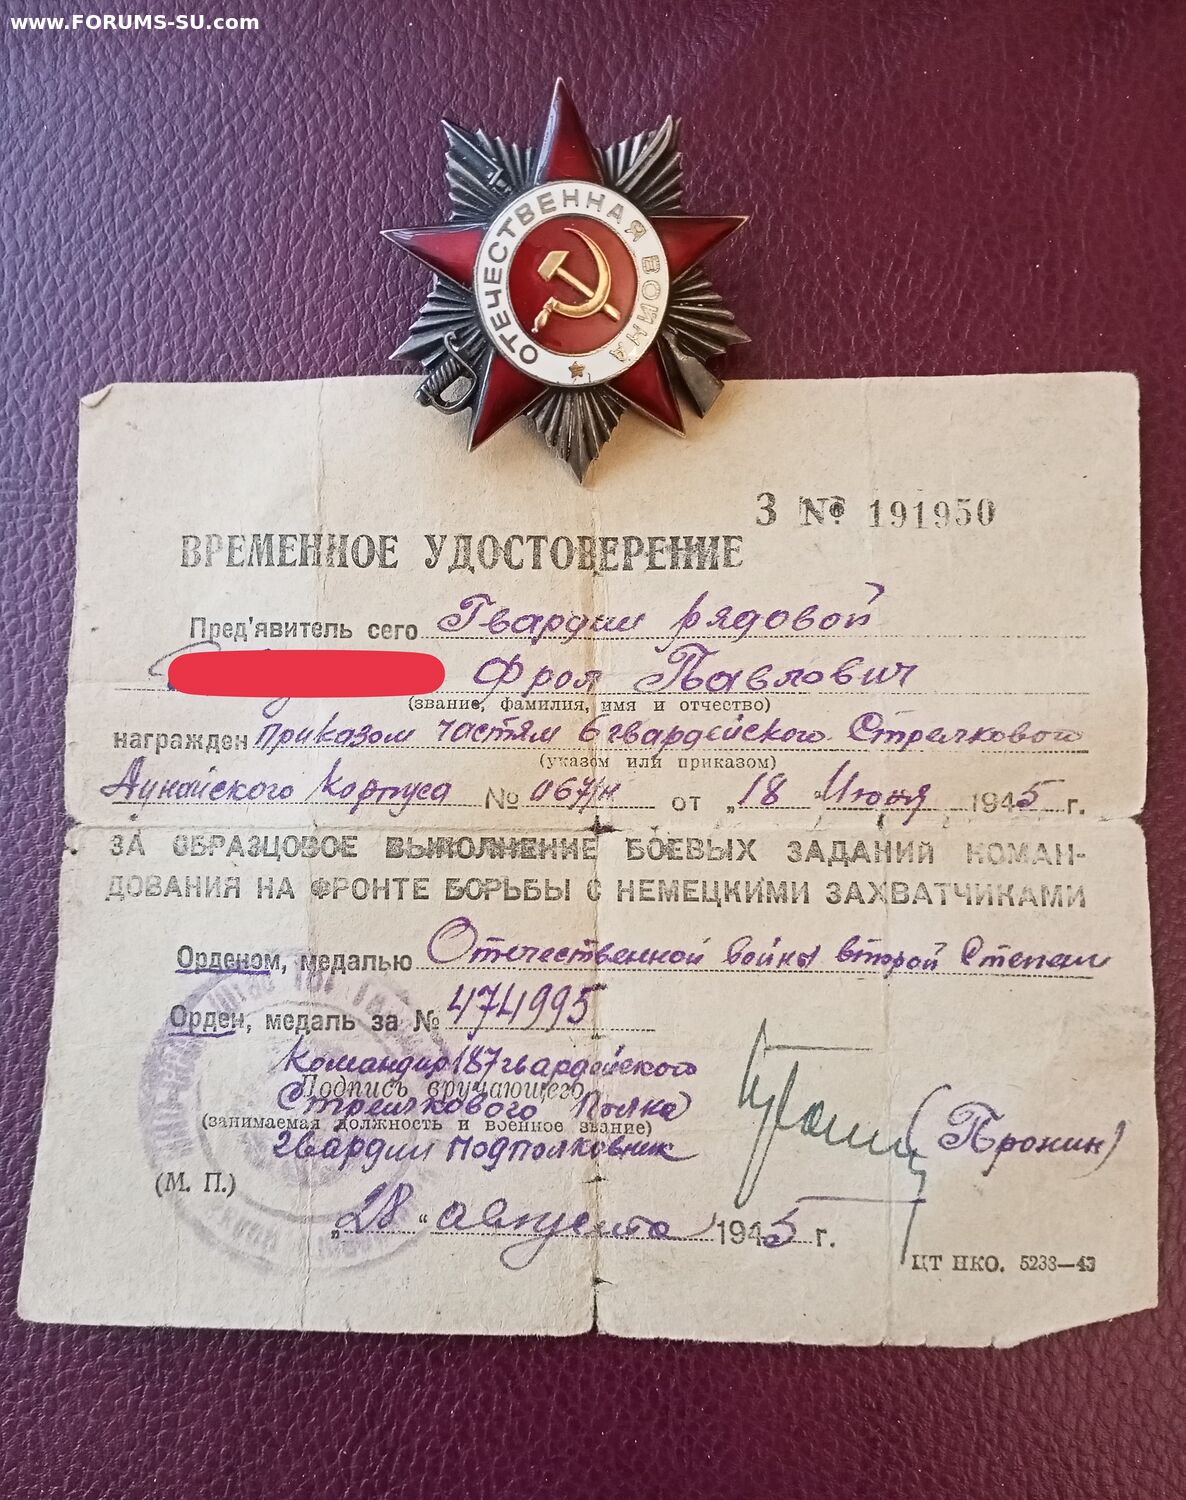 www.FORUMS-SU.com
ОТЕЧЕСТВЕННАЯ ВОЙНА
З № 191950
ВРЕМЕННОЕ УДОСТОВЕРЕНИЕ
Пред'явитель сего Гвардии рядовой
Фрол Павлович
(звание, фамилия, имя и отчество)
награжден приказом частям 6 гвардейского Стрелкового
(указом или приказом)
Дунайского Корпуса № 067/н от „18" Июня 1945 г.
ЗА ОБРАЗЦОВОЕ ВЫПОЛНЕНИЕ БОЕВЫХ ЗАДАНИЙ КОМАН-
ДОВАНИЯ НА ФРОНТЕ БОРЬБЫ С НЕМЕЦКИМИ ЗАХВАТЧИКАМИ
Орденом, медалью Отечественной войны второй Степени
Орден, медаль за № 474995
Командир 187 гвардейского
Подпись вручающего
Стрелкового Полка
(занимаемая должность и военное звание)
гвардии Подполковник (Пронин)
(М. П.)
„28" августа 1945 г.
ЦТ НКО. 5238—43